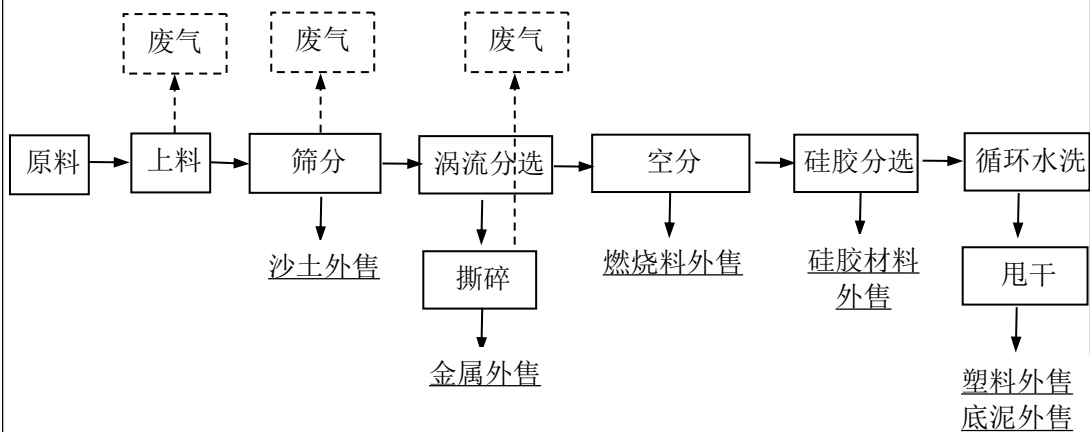 废气
废气
废气
原料
上料
筛分
涡流分选
空分
硅胶分选
循环水洗
沙土外售
撕碎
燃烧料外售
硅胶材料
外售
甩干
金属外售
塑料外售
底泥外售